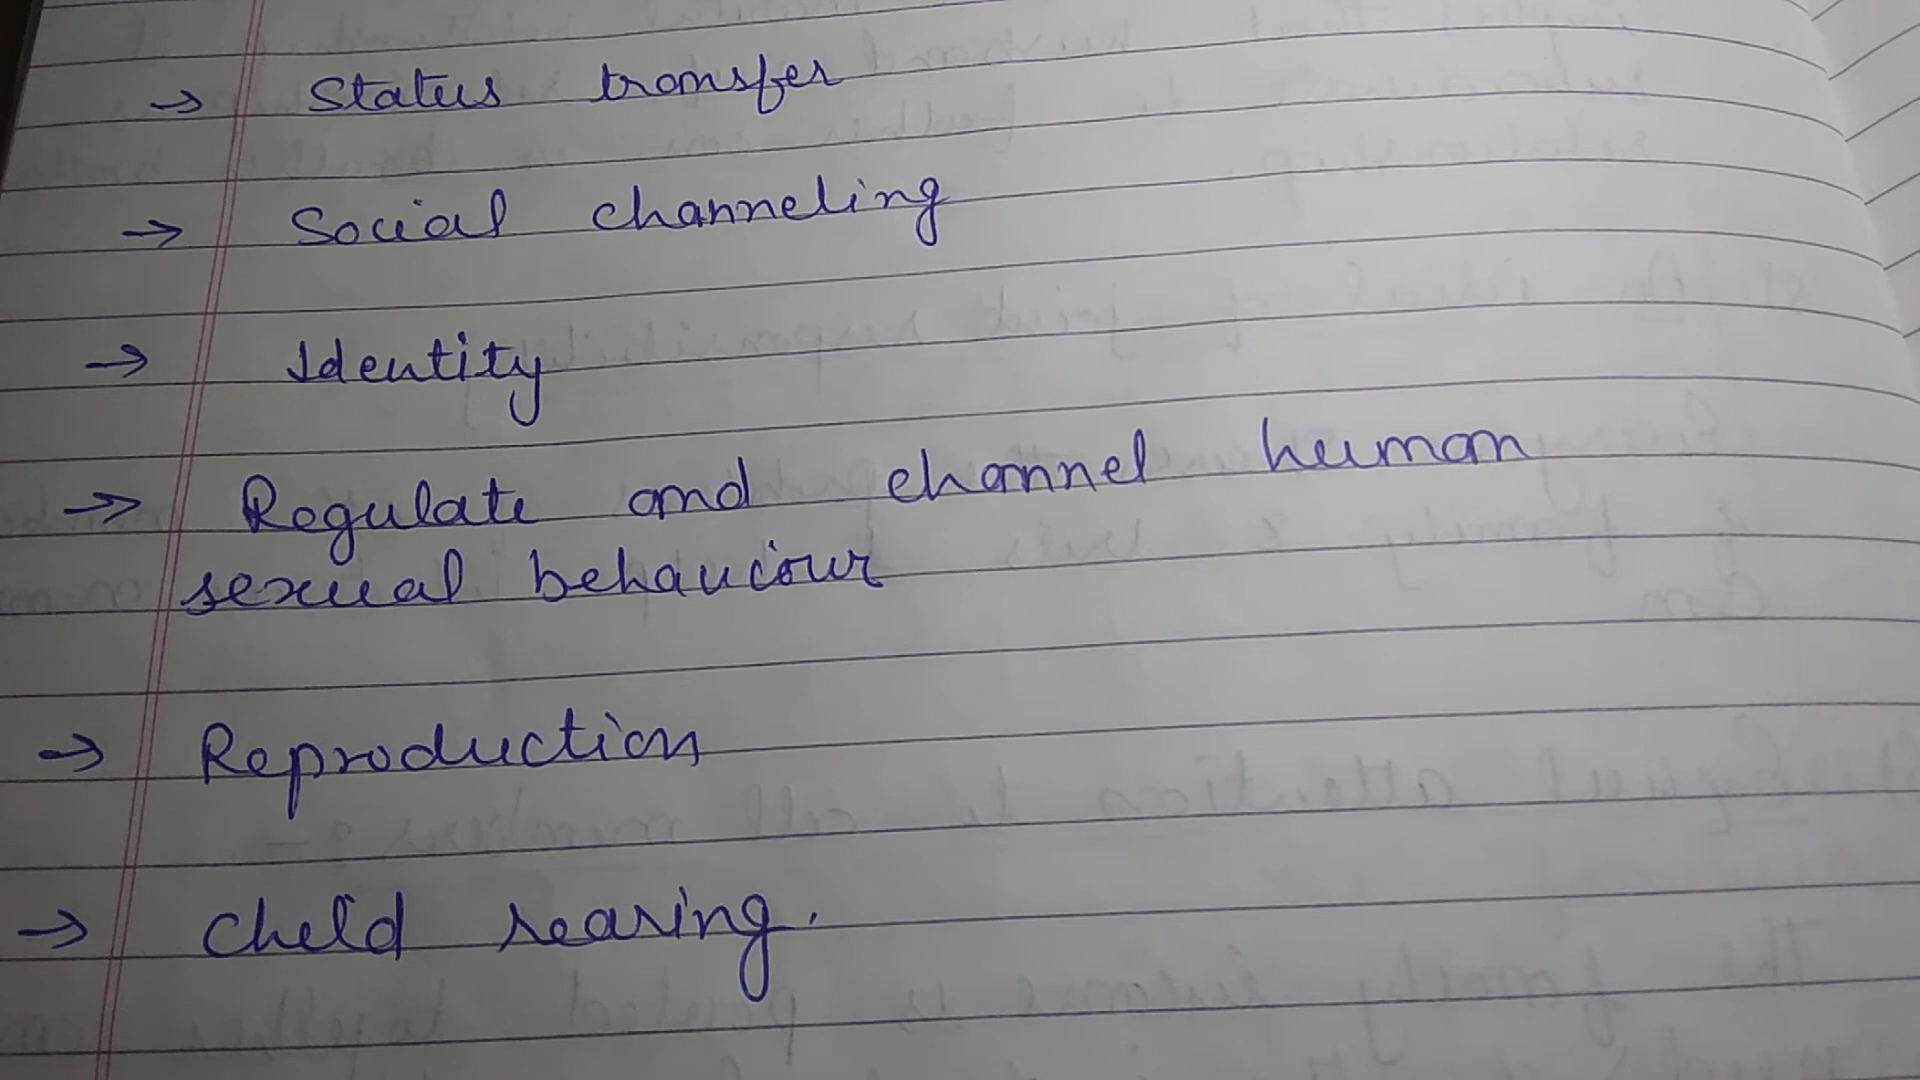 → Status transfer
→ Social channeling
→ Identity
→ Regulate and channel human
sexual behaviour
→ Reproduction
→ Child rearing.